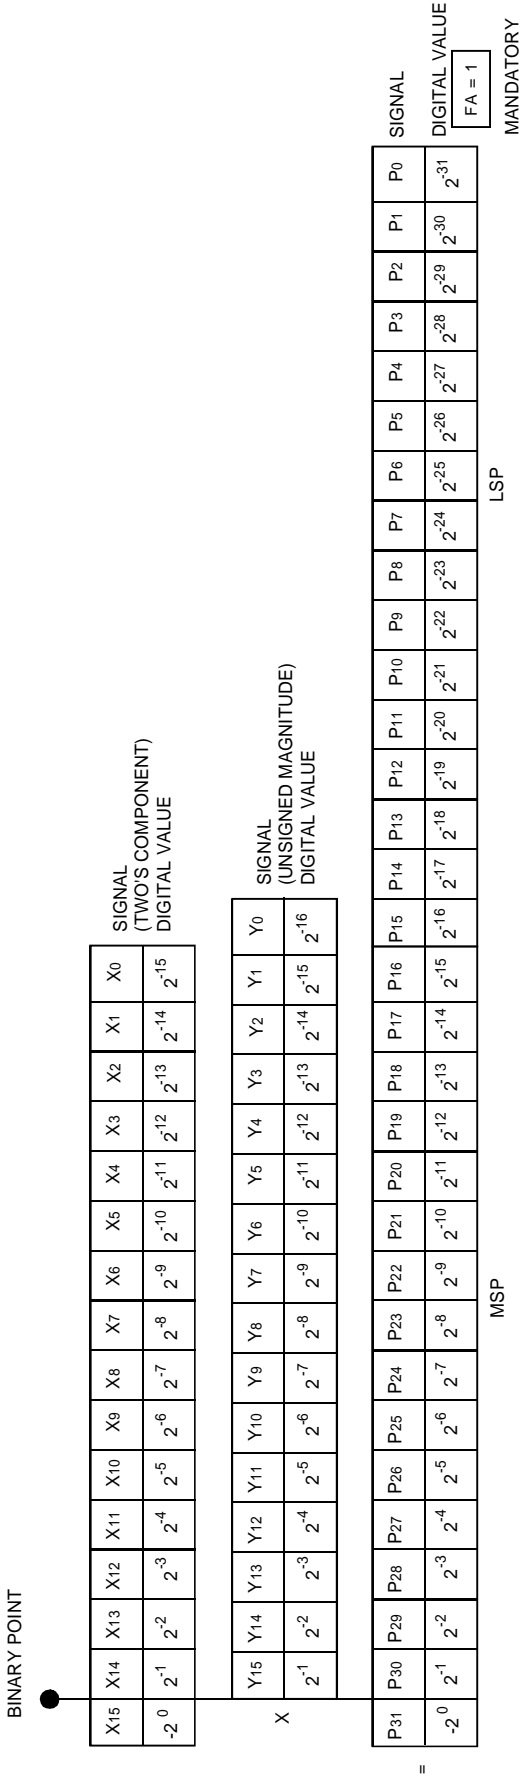 BINARY POINT
X15 X14 X13 X12 X11 X10 X9 X8 X7 X6 X5 X4 X3 X2 X1 X0 SIGNAL
(TWO'S COMPONENT)
-2^0 2^-1 2^-2 2^-3 2^-4 2^-5 2^-6 2^-7 2^-8 2^-9 2^-10 2^-11 2^-12 2^-13 2^-14 2^-15 DIGITAL VALUE
X Y15 Y14 Y13 Y12 Y11 Y10 Y9 Y8 Y7 Y6 Y5 Y4 Y3 Y2 Y1 Y0 SIGNAL
(UNSIGNED MAGNITUDE)
2^-1 2^-2 2^-3 2^-4 2^-5 2^-6 2^-7 2^-8 2^-9 2^-10 2^-11 2^-12 2^-13 2^-14 2^-15 2^-16 DIGITAL VALUE
P31 P30 P29 P28 P27 P26 P25 P24 P23 P22 P21 P20 P19 P18 P17 P16 P15 P14 P13 P12 P11 P10 P9 P8 P7 P6 P5 P4 P3 P2 P1 P0 SIGNAL
= -2^0 2^-1 2^-2 2^-3 2^-4 2^-5 2^-6 2^-7 2^-8 2^-9 2^-10 2^-11 2^-12 2^-13 2^-14 2^-15 2^-16 2^-17 2^-18 2^-19 2^-20 2^-21 2^-22 2^-23 2^-24 2^-25 2^-26 2^-27 2^-28 2^-29 2^-30 2^-31 DIGITAL VALUE
FA = 1
MSP LSP MANDATORY